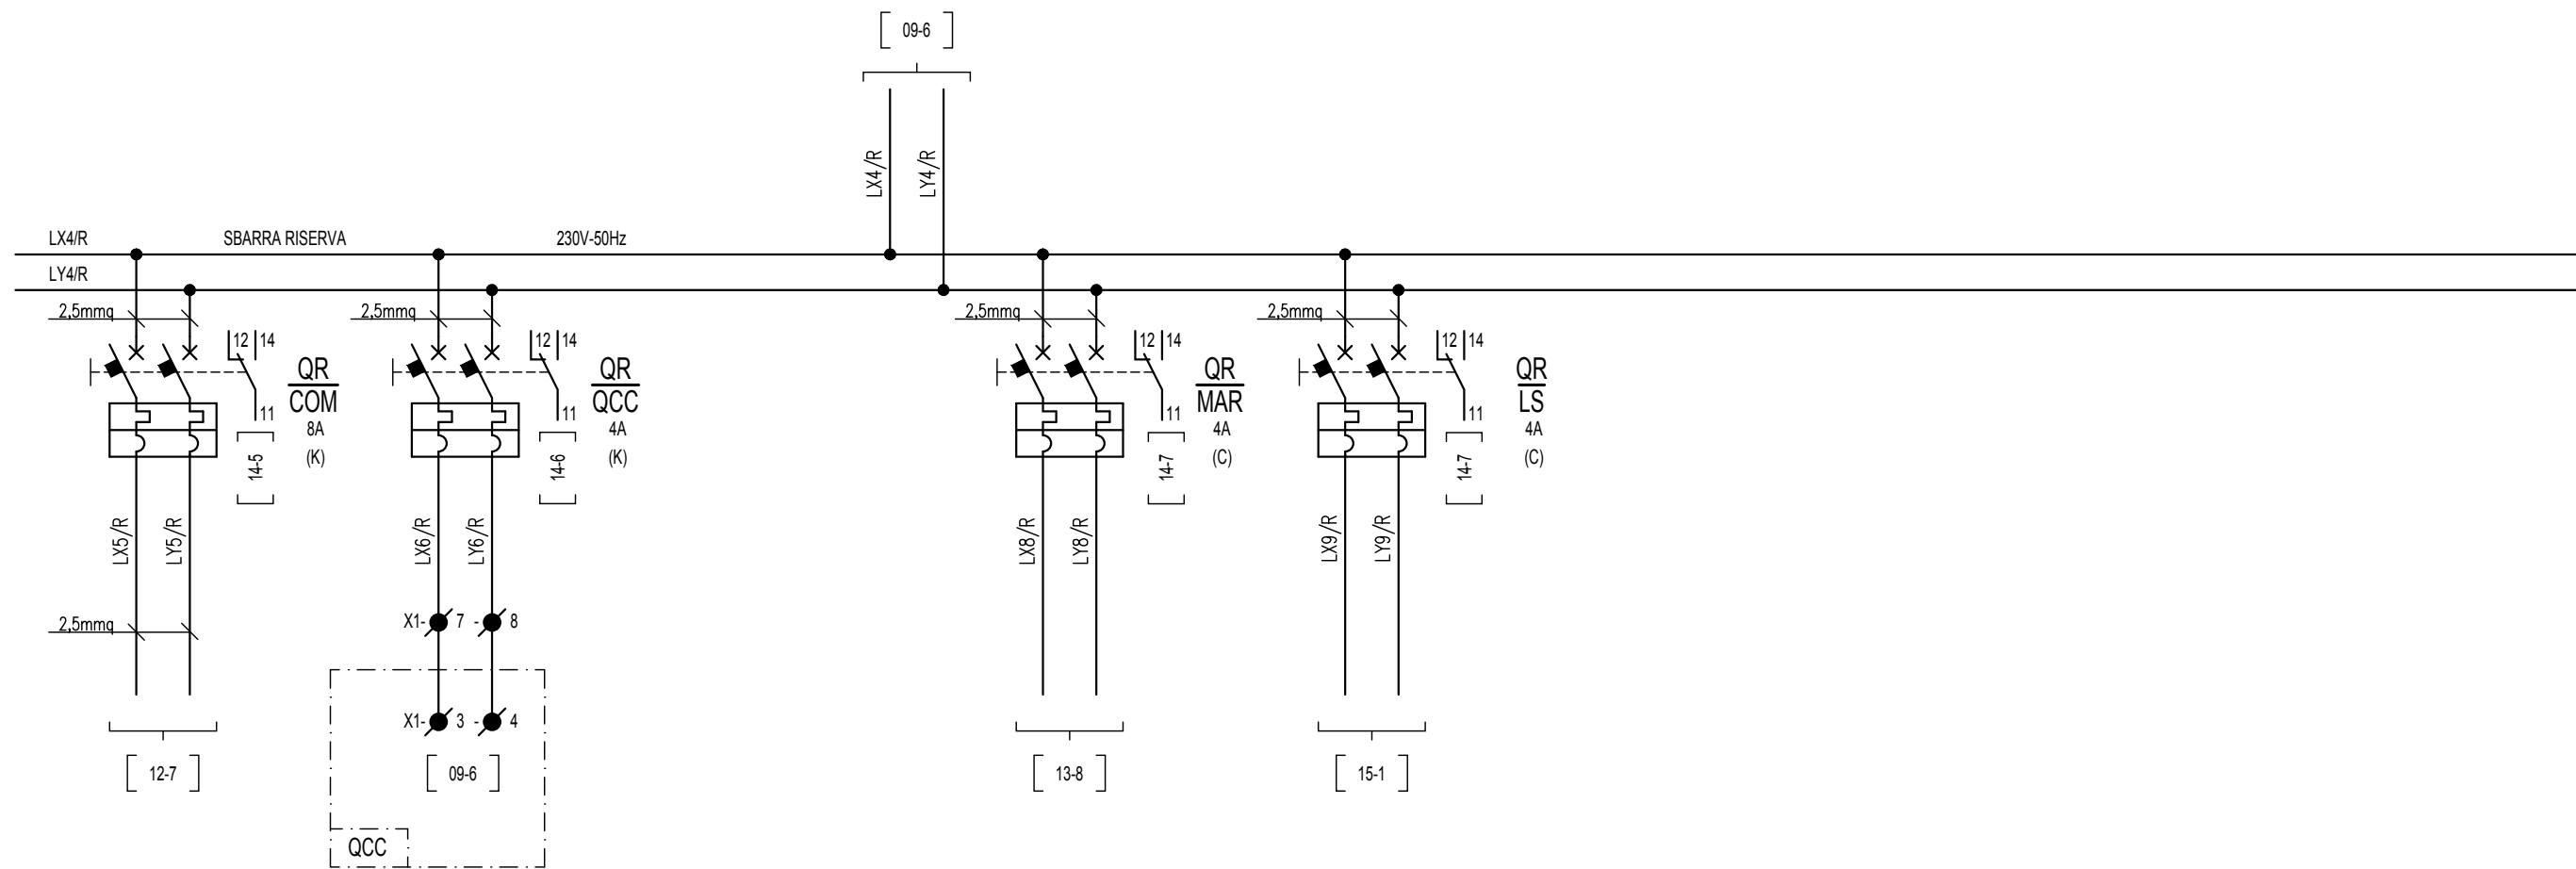 09-6
LX4/R
LY4/R
LX4/R SBARRA RISERVA 230V-50Hz
LY4/R
2,5mmq 2,5mmq 2,5mmq 2,5mmq
12 14 12 14 12 14 12 14
QR QR QR QR
COM QCC MAR LS
11 11 11 11
8A 4A 4A 4A
(K) (K) (C) (C)
14-5 14-6 14-7 14-7
LX5/R LY5/R LX6/R LY6/R LX8/R LY8/R LX9/R LY9/R
X1- 7 - 8
2,5mmq
X1- 3 - 4
12-7 09-6 13-8 15-1
QCC